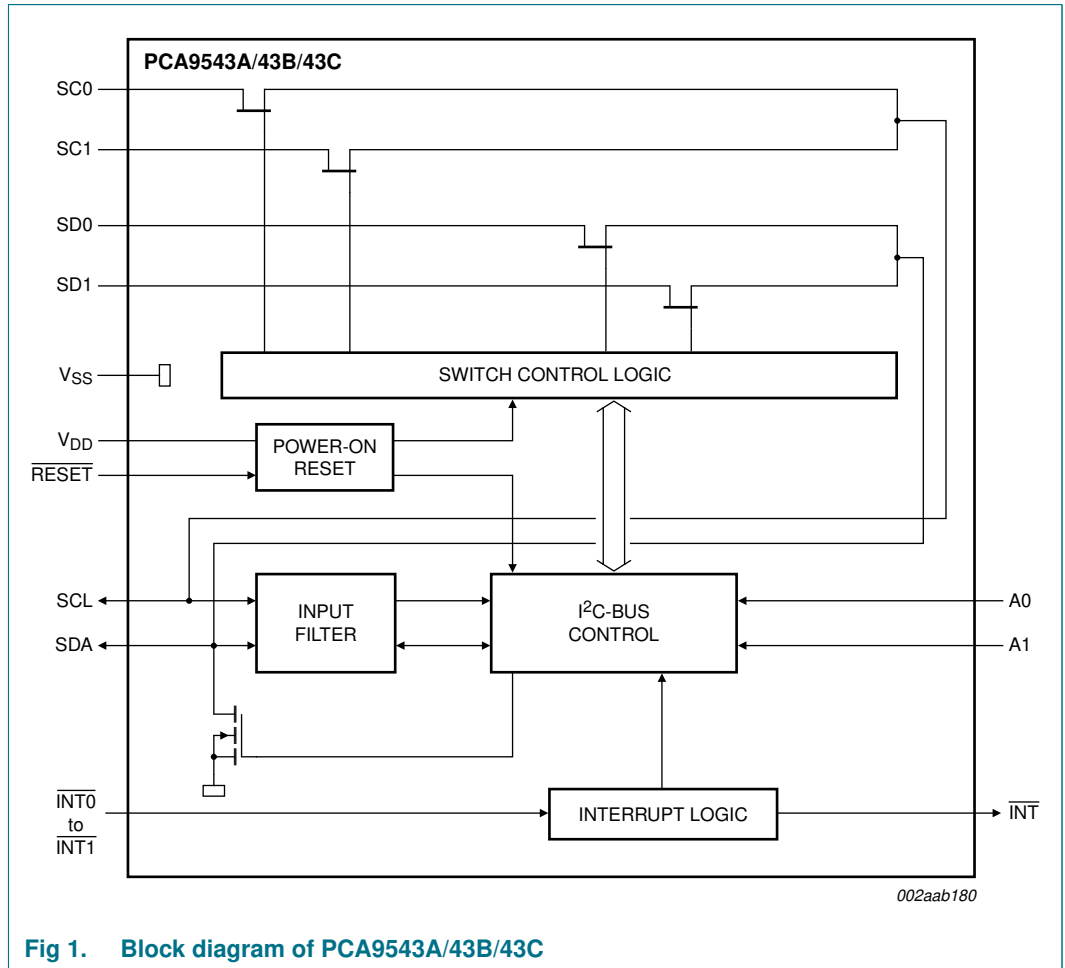 PCA9543A/43B/43C
SC0
SC1
SD0
SD1
SWITCH CONTROL LOGIC
VSS
VDD
POWER-ON
RESET
RESET
SCL
SDA
INPUT
FILTER
I²C-BUS
CONTROL
A0
A1
INT0
to
INT1
INTERRUPT LOGIC
INT
002aab180
Fig 1. Block diagram of PCA9543A/43B/43C